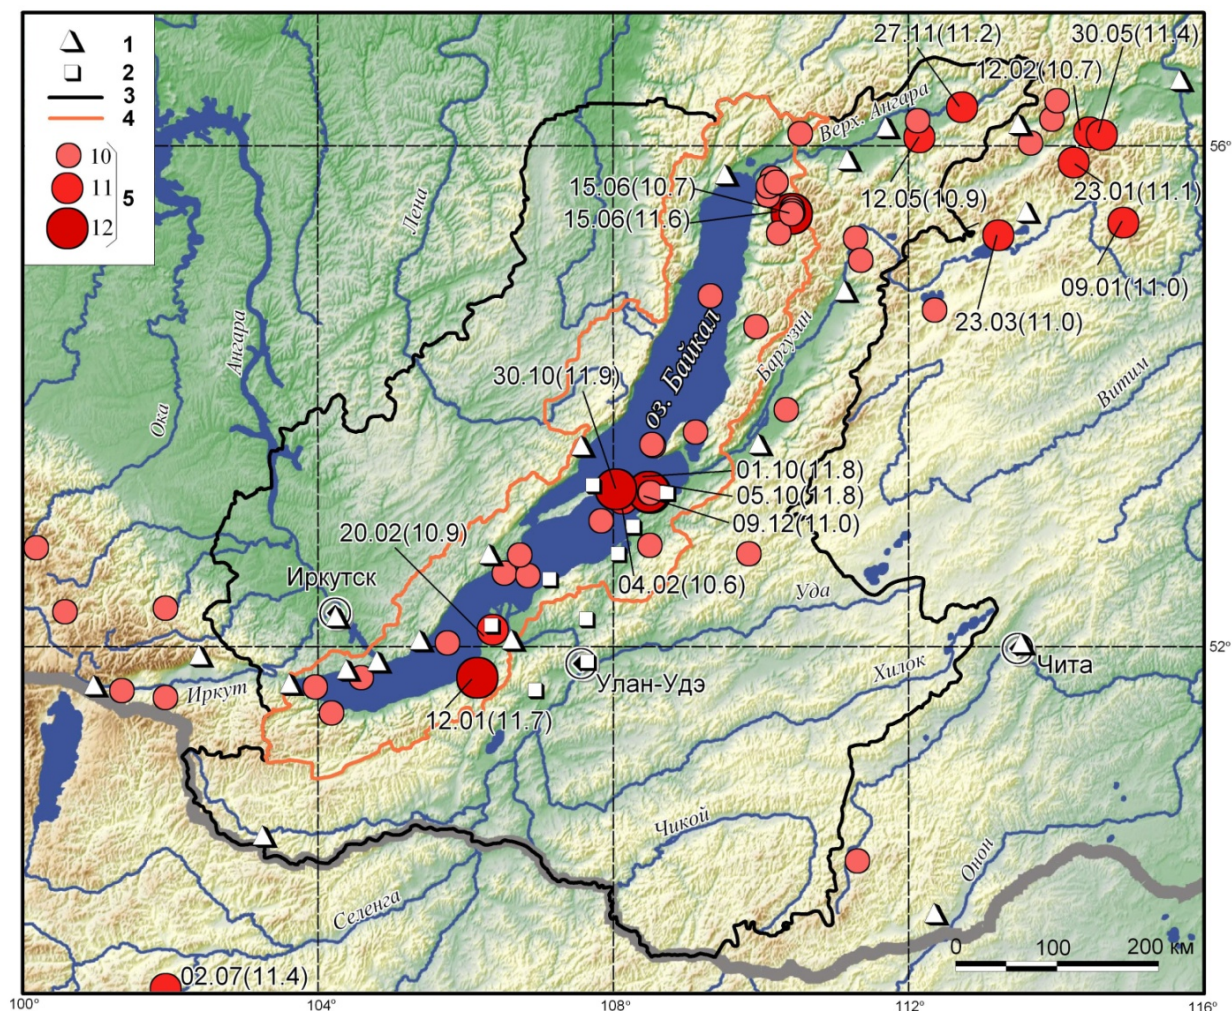 1
2
3
4
10
11
5
12
27.11(11.2)
30.05(11.4)
12.02(10.7)
Верх. Ангара
56°
15.06(10.7)
15.06(11.6)
12.05(10.9)
23.01(11.1)
09.01(11.0)
23.03(11.0)
Лена
Ангара
Ока
оз. Байкал
Баргузин
Витим
30.10(11.9)
01.10(11.8)
05.10(11.8)
09.12(11.0)
20.02(10.9)
04.02(10.6)
Иркутск
Уда
52°
Хилок
Чита
Иркут
Улан-Удэ
12.01(11.7)
Чикой
Онон
Селенга
0 100 200 км
02.07(11.4)
100° 104° 108° 112° 116°